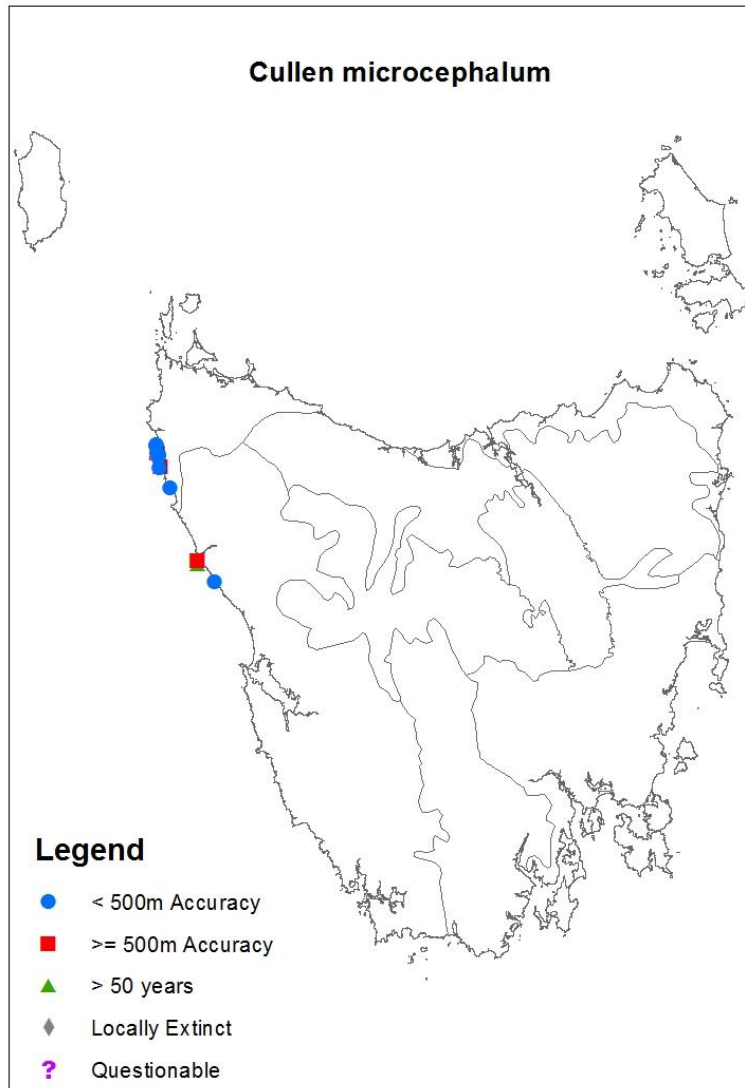 Cullen microcephalum
Legend
< 500m Accuracy
>= 500m Accuracy
> 50 years
Locally Extinct
? Questionable